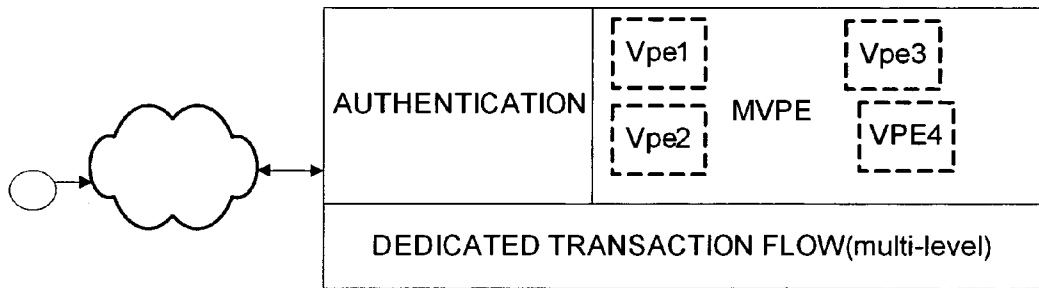 Vpe1
Vpe3
AUTHENTICATION
MVPE
Vpe2
VPE4
DEDICATED TRANSACTION FLOW(multi-level)